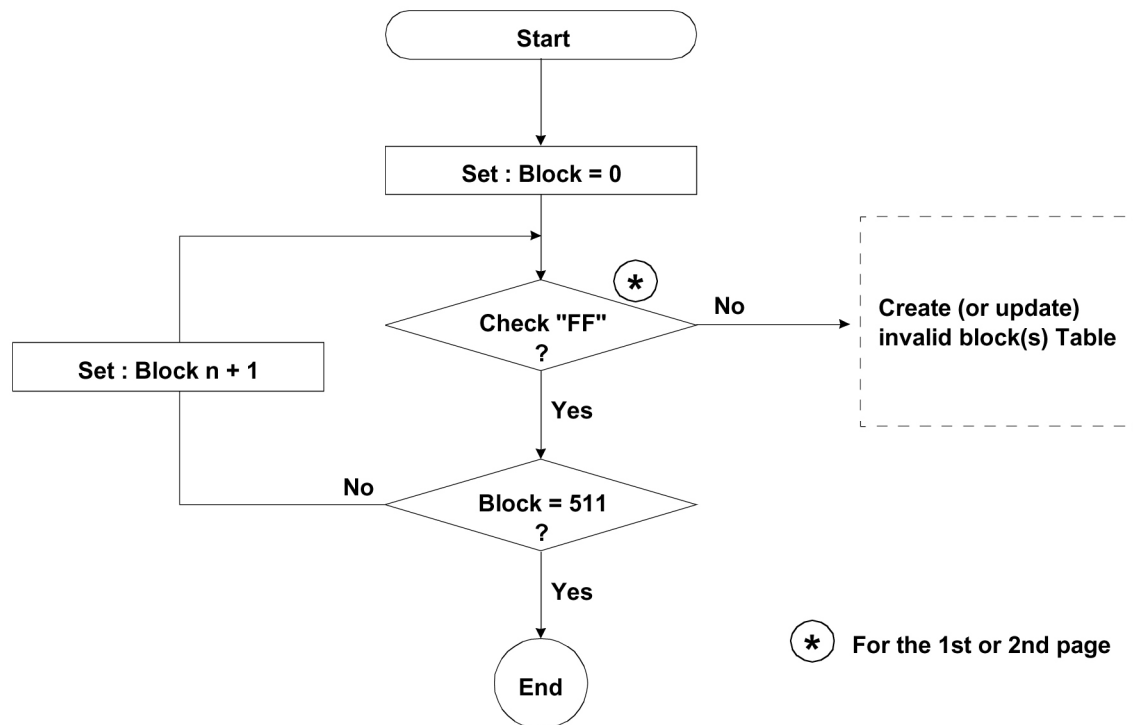 Start
Set : Block = 0
*
Check "FF"
?
No
Create (or update)
invalid block(s) Table
Set : Block n + 1
Yes
No
Block = 511
?
Yes
* For the 1st or 2nd page
End